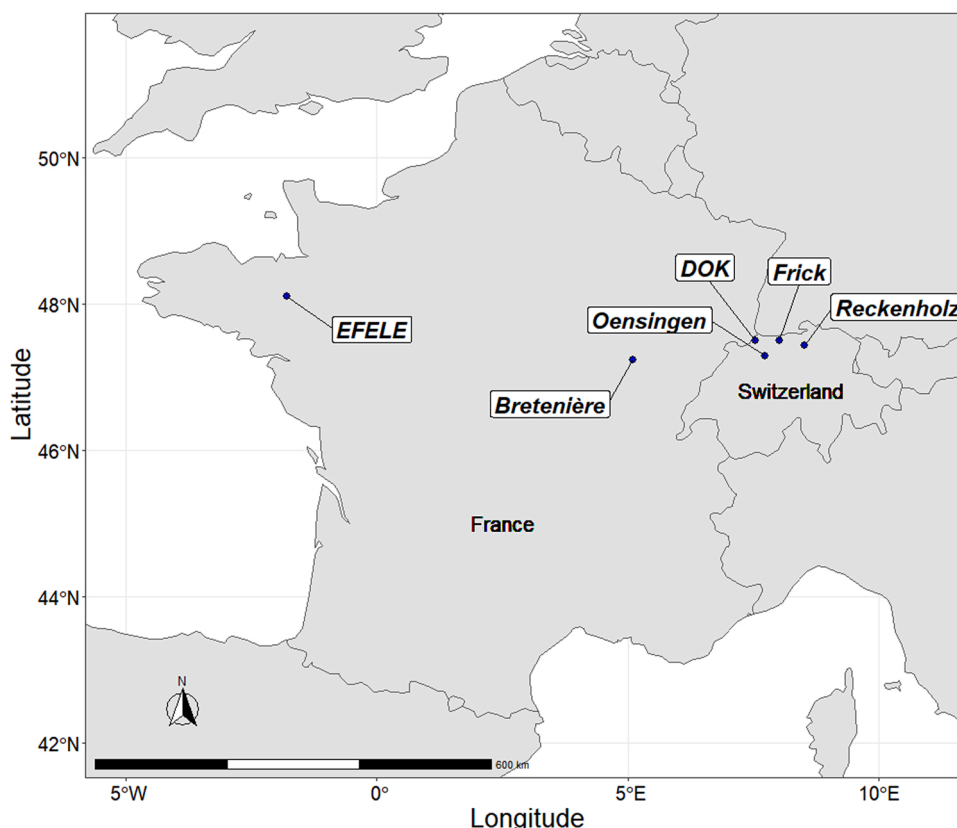 50°N
48°N
46°N
44°N
42°N
Latitude
DOK
Frick
Oensingen
Reckenholz
EFELE
Bretenière
Switzerland
France
N
600 km
5°W
0°
5°E
10°E
Longitude